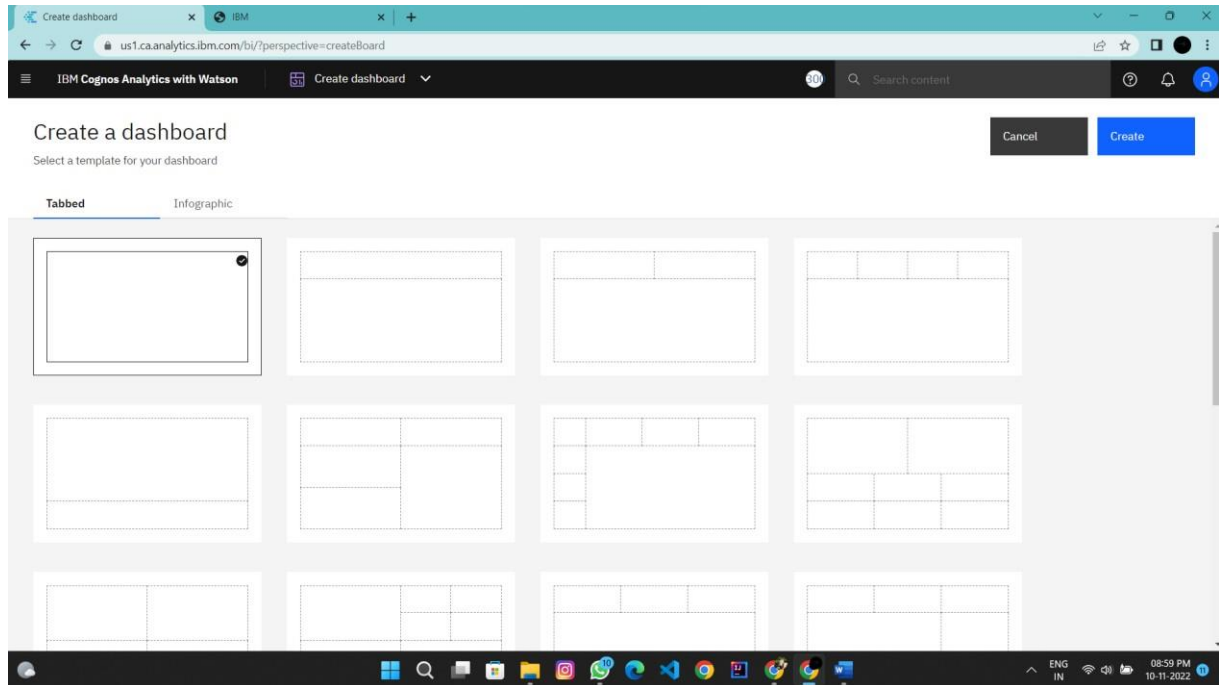 Create dashboard
IBM
us1.ca.analytics.ibm.com/bi/?perspective=createBoard
IBM Cognos Analytics with Watson
Create dashboard
Search content
Create a dashboard
Cancel
Create
Select a template for your dashboard
Tabbed
Infographic
10
ENG
IN
08:59 PM
10-11-2022
11